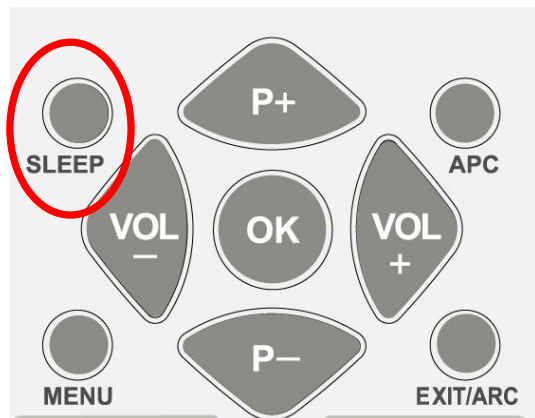 P+
SLEEP
APC
VOL
–
OK
VOL
+
P–
MENU
EXIT/ARC